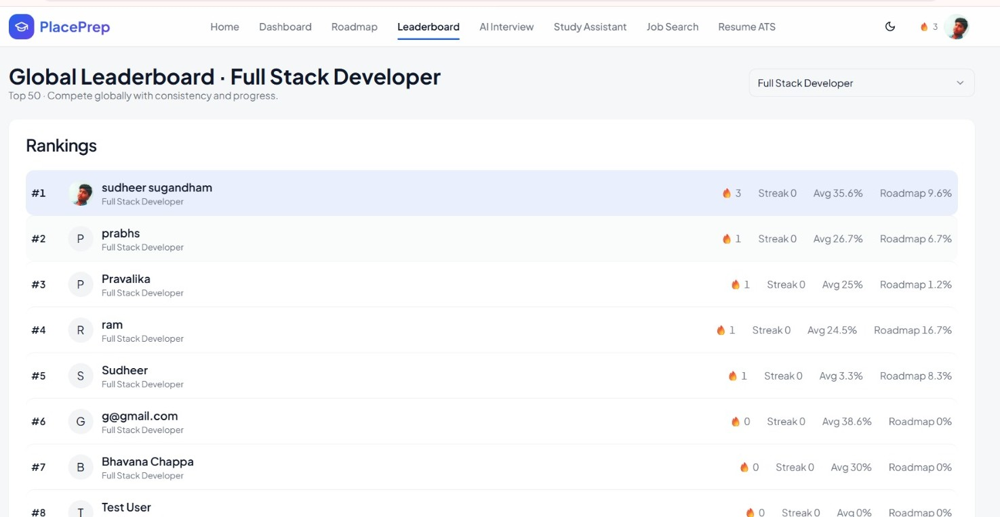 PlacePrep
Home Dashboard Roadmap Leaderboard AI Interview Study Assistant Job Search Resume ATS 🔥 3
Global Leaderboard · Full Stack Developer
Top 50 · Compete globally with consistency and progress.
Full Stack Developer
Rankings
#1 sudheer sugandham 🔥 3 Streak 0 Avg 35.6% Roadmap 9.6%
Full Stack Developer
#2 P prabhs 🔥 1 Streak 0 Avg 26.7% Roadmap 6.7%
Full Stack Developer
#3 P Pravalika 🔥 1 Streak 0 Avg 25% Roadmap 1.2%
Full Stack Developer
#4 R ram 🔥 1 Streak 0 Avg 24.5% Roadmap 16.7%
Full Stack Developer
#5 S Sudheer 🔥 1 Streak 0 Avg 3.3% Roadmap 8.3%
Full Stack Developer
#6 G g@gmail.com 🔥 0 Streak 0 Avg 38.6% Roadmap 0%
Full Stack Developer
#7 B Bhavana Chappa 🔥 0 Streak 0 Avg 30% Roadmap 0%
Full Stack Developer
#8 T Test User 🔥 0 Streak 0 Avg 0% Roadmap 0%